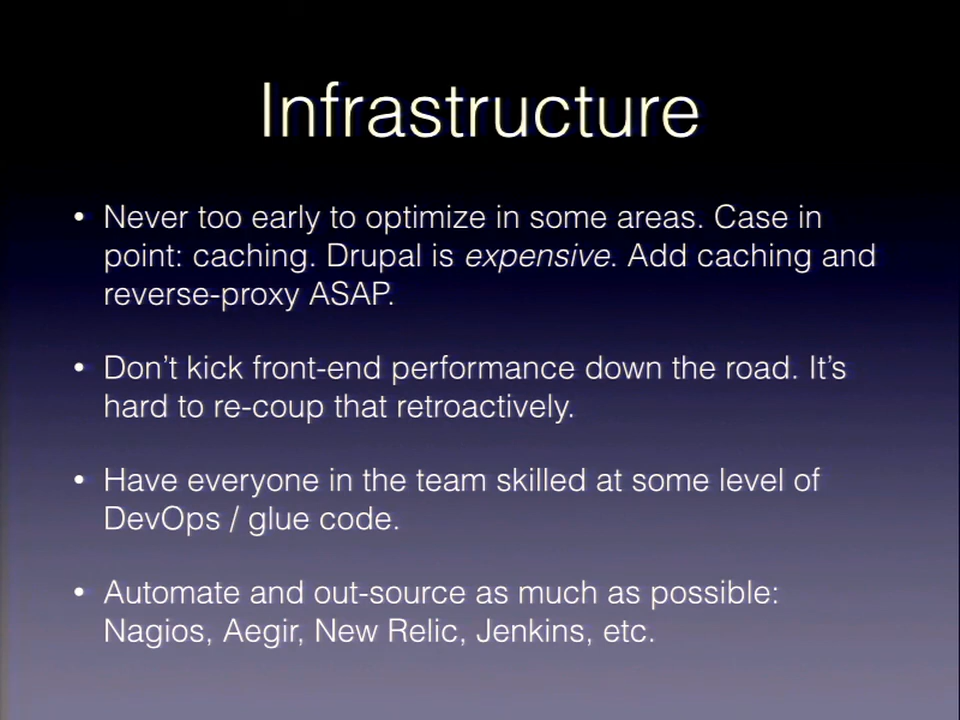 Infrastructure
• Never too early to optimize in some areas. Case in
point: caching. Drupal is expensive. Add caching and
reverse-proxy ASAP.
• Don’t kick front-end performance down the road. It’s
hard to re-coup that retroactively.
• Have everyone in the team skilled at some level of
DevOps / glue code.
• Automate and out-source as much as possible:
Nagios, Aegir, New Relic, Jenkins, etc.